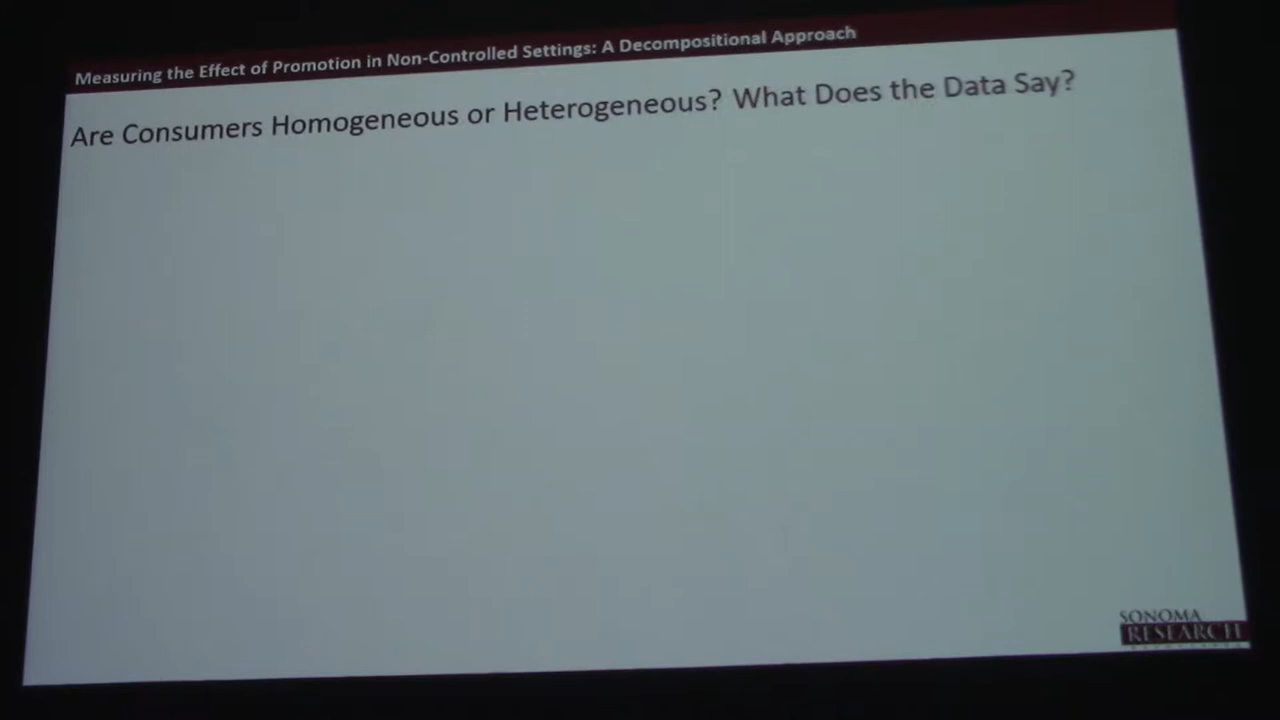 Measuring the Effect of Promotion in Non-Controlled Settings: A Decompositional Approach
Are Consumers Homogeneous or Heterogeneous? What Does the Data Say?
SONOMA
RESEARCH